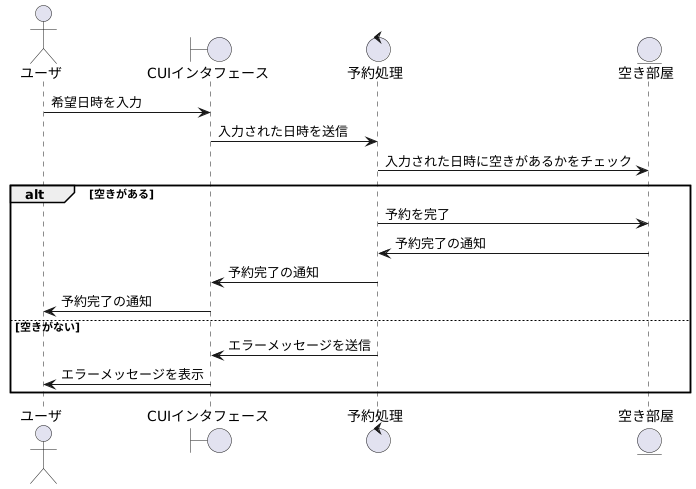 ユーザ
CUIインタフェース
予約処理
空き部屋
希望日時を入力
入力された日時を送信
入力された日時に空きがあるかをチェック
alt
[空きがある]
予約を完了
予約完了の通知
予約完了の通知
予約完了の通知
[空きがない]
エラーメッセージを送信
エラーメッセージを表示
ユーザ
CUIインタフェース
予約処理
空き部屋